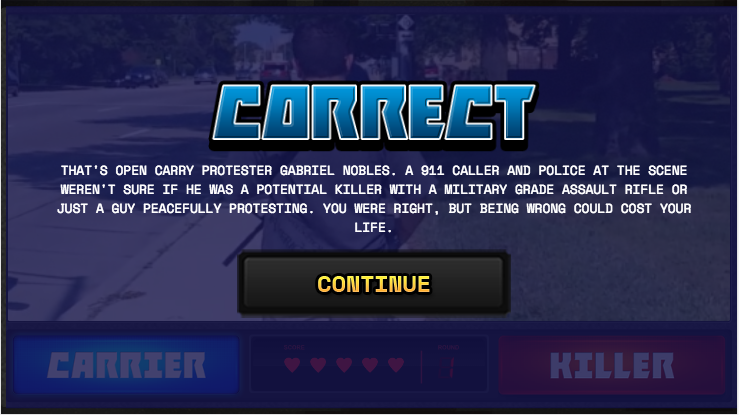 CORRECT
THAT'S OPEN CARRY PROTESTER GABRIEL NOBLES. A 911 CALLER AND POLICE AT THE SCENE
WEREN'T SURE IF HE WAS A POTENTIAL KILLER WITH A MILITARY GRADE ASSAULT RIFLE OR
JUST A GUY PEACEFULLY PROTESTING. YOU WERE RIGHT, BUT BEING WRONG COULD COST YOUR
LIFE.
CONTINUE
CARRIER
KILLER